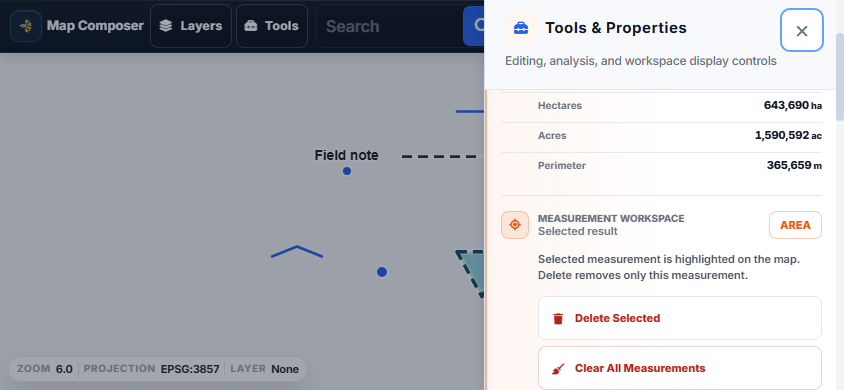 Map Composer
Layers
Tools
Search
Tools & Properties
Editing, analysis, and workspace display controls
Hectares 643,690 ha
Acres 1,590,592 ac
Perimeter 365,659 m
MEASUREMENT WORKSPACE
Selected result
AREA
Selected measurement is highlighted on the map.
Delete removes only this measurement.
Delete Selected
Clear All Measurements
Field note
ZOOM 6.0 PROJECTION EPSG:3857 LAYER None